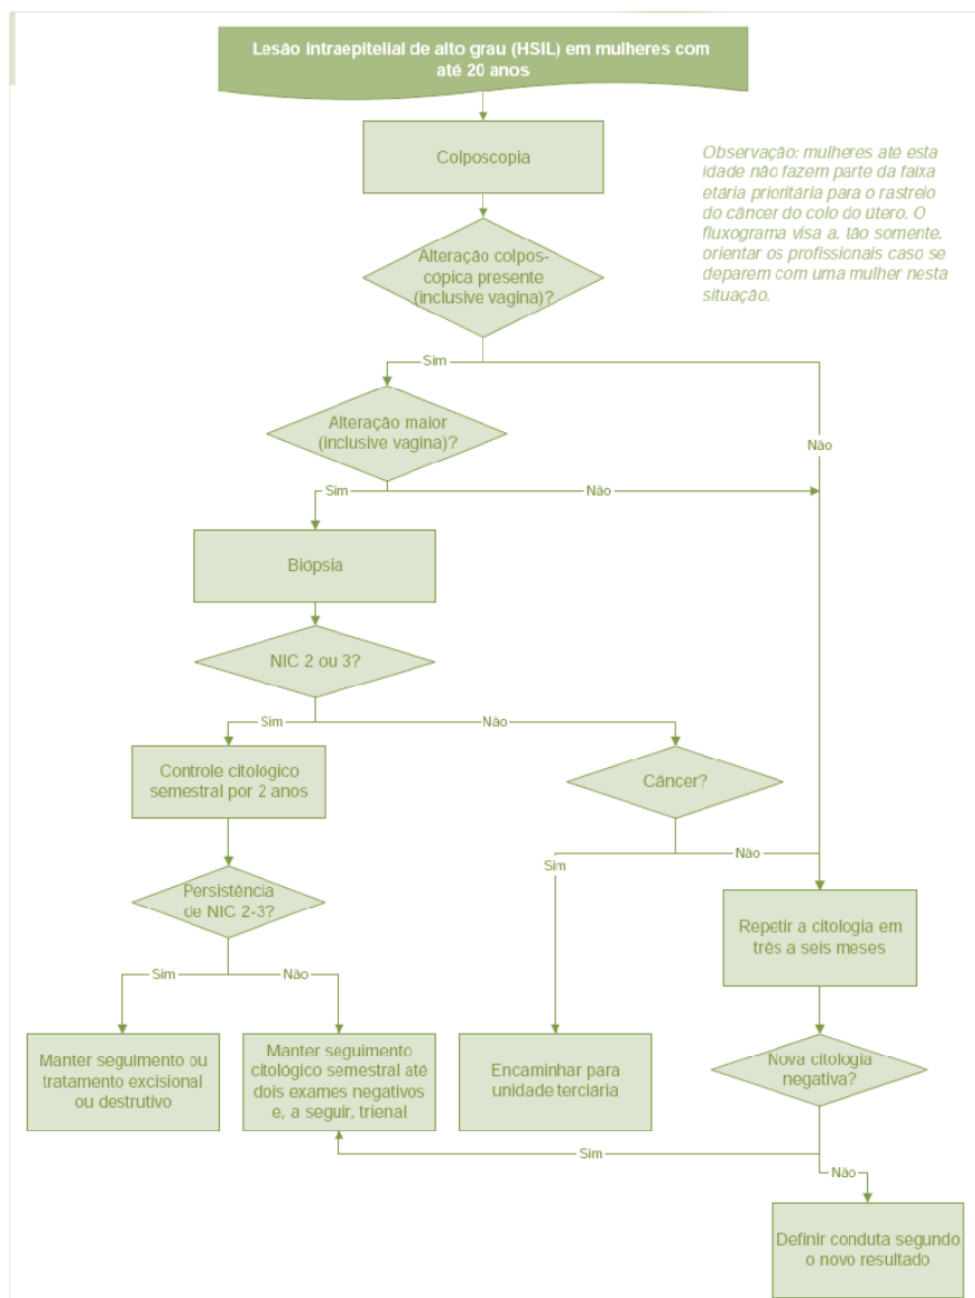 Lesão intraepitelial de alto grau (HSIL) em mulheres com
até 20 anos
Colposcopia
Observação: mulheres até esta
idade não fazem parte da faixa
etária prioritária para o rastreio
do câncer do colo do útero. O
fluxograma visa a, tão somente,
orientar os profissionais caso se
deparem com uma mulher nesta
situação.
Alteração colpos-
cópica presente
(inclusive vagina)?
Sim
Não
Alteração maior
(inclusive vagina)?
Sim
Não
Biópsia
NIC 2 ou 3?
Sim
Não
Controle citológico
semestral por 2 anos
Câncer?
Sim
Não
Persistência
de NIC 2-3?
Repetir a citologia em
três a seis meses
Sim
Não
Manter seguimento ou
tratamento excisional
ou destrutivo
Manter seguimento
citológico semestral até
dois exames negativos
e, a seguir, trienal
Encaminhar para
unidade terciária
Nova citologia
negativa?
Sim
Não
Definir conduta segundo
o novo resultado